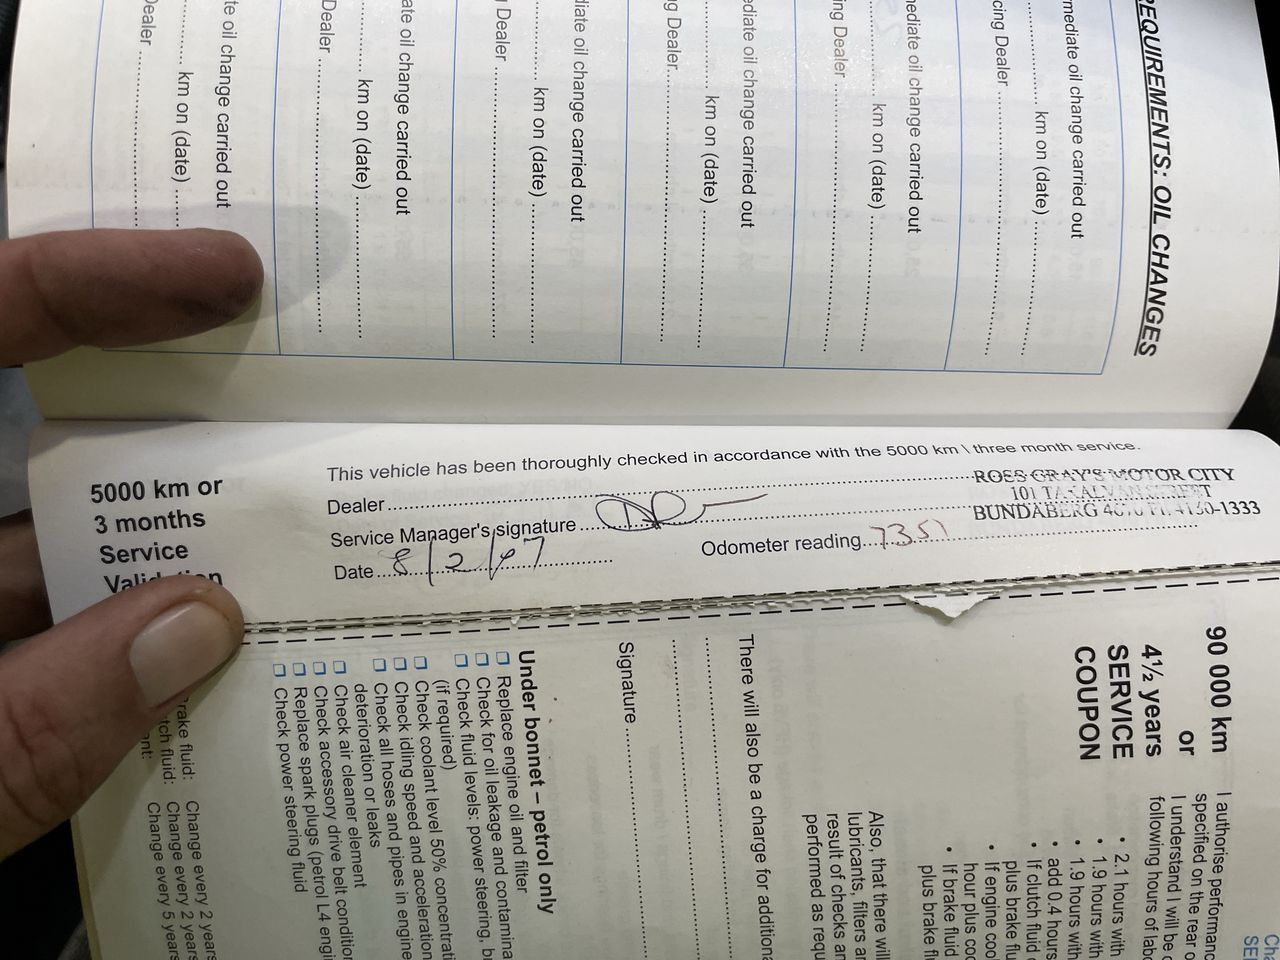 REQUIREMENTS: OIL CHANGES
mediate oil change carried out
km on (date)
cing Dealer
mediate oil change carried out
km on (date)
ing Dealer
ediate oil change carried out
km on (date)
ng Dealer
diate oil change carried out
km on (date)
g Dealer
ate oil change carried out
km on (date)
Dealer
te oil change carried out
km on (date)
Dealer
5000 km or
3 months
Service
This vehicle has been thoroughly checked in accordance with the 5000 km \ three month service.
Dealer
ROSS GRAY'S MOTOR CITY
101
BUNDABERG
Service Manager's signature
Date 8/2/97
Odometer reading 7351
90 000 km
or
4½ years
SERVICE
COUPON
I authorise performanc
specified on the rear o
I understand I will be c
following hours of labo
• 2.1 hours with
• 1.9 hours with
• 1.9 hours with
• add 0.4 hours
• If clutch fluid
plus brake flu
• If engine cool
hour plus coo
• If brake fluid
plus brake fl
Also, that there will
lubricants, filters ar
result of checks an
performed as requ
There will also be a charge for additiona
Signature
Under bonnet – petrol only
Replace engine oil and filter
Check for oil leakage and contamina
Check fluid levels: power steering, b
(if required)
Check coolant level 50% concentrati
Check idling speed and acceleration
Check all hoses and pipes in engine
deterioration or leaks
Check air cleaner element
Check accessory drive belt condition
Replace spark plugs (petrol L4 engi
Check power steering fluid
rake fluid: Change every 2 years
tch fluid: Change every 2 years
nt: Change every 5 years